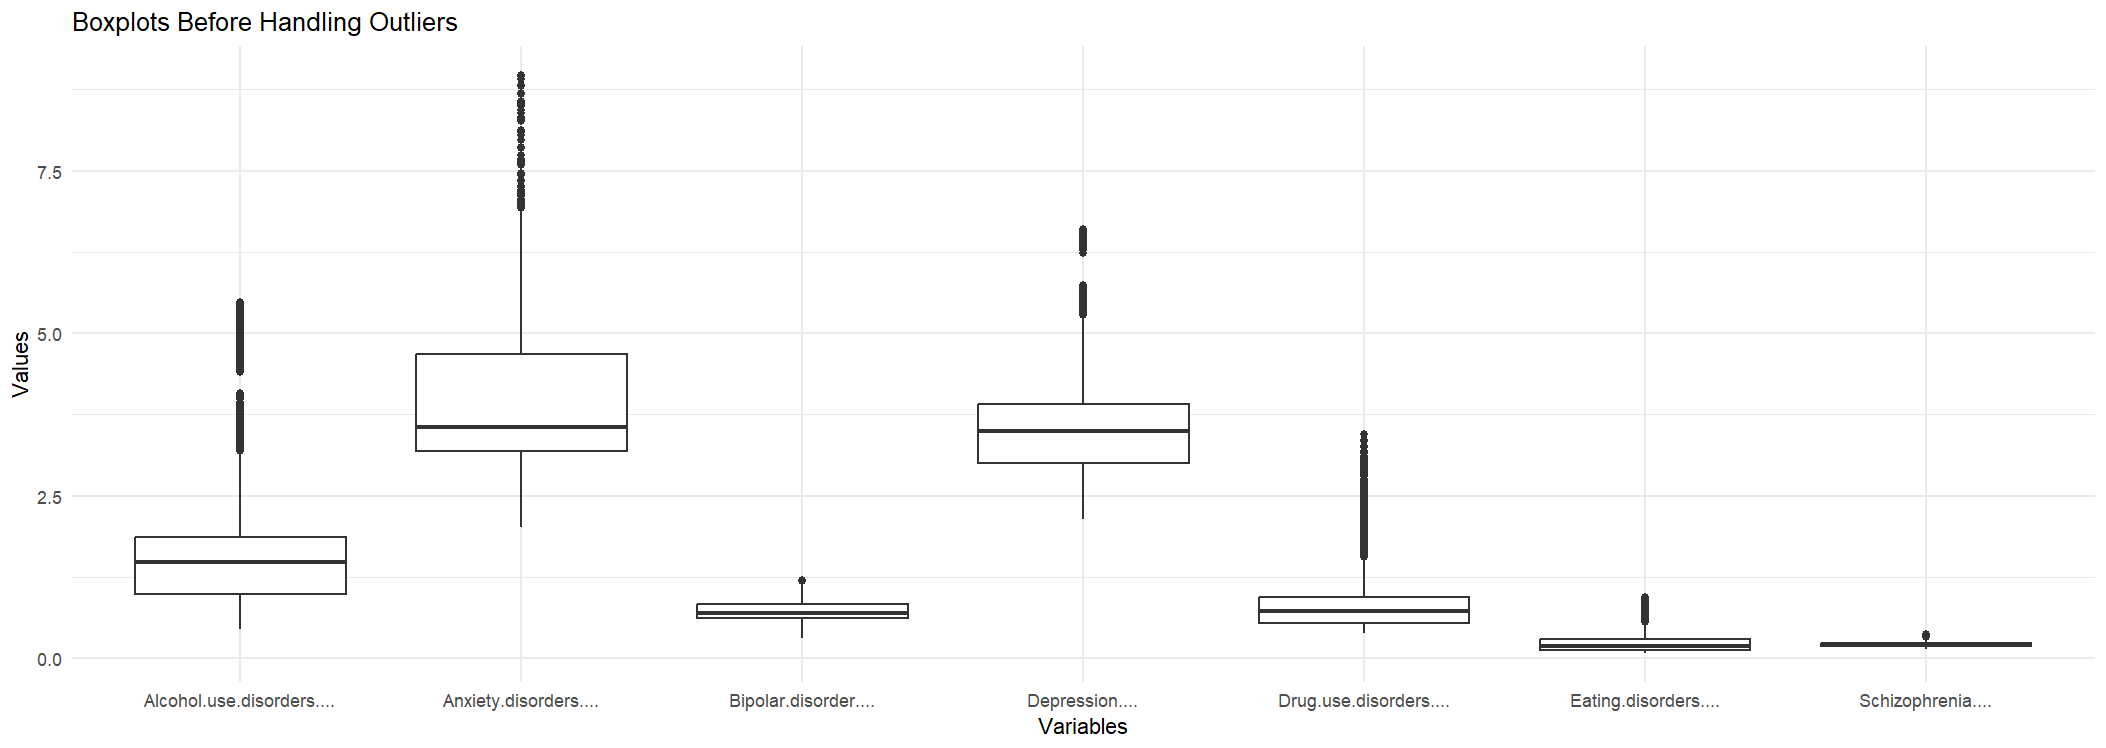 Boxplots Before Handling Outliers
Values
7.5
5.0
2.5
0.0
Alcohol.use.disorders.... Anxiety.disorders.... Bipolar.disorder.... Depression.... Drug.use.disorders.... Eating.disorders.... Schizophrenia....
Variables